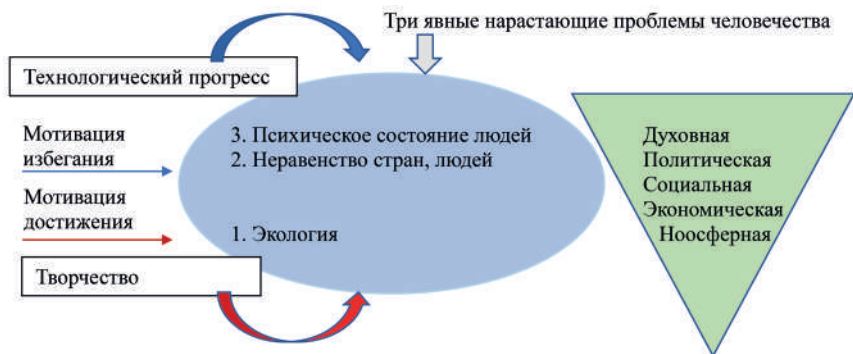 Три явные нарастающие проблемы человечества
Технологический прогресс
Мотивация
избегания
Мотивация
достижения
Творчество
3. Психическое состояние людей
2. Неравенство стран, людей
1. Экология
Духовная
Политическая
Социальная
Экономическая
Ноосферная